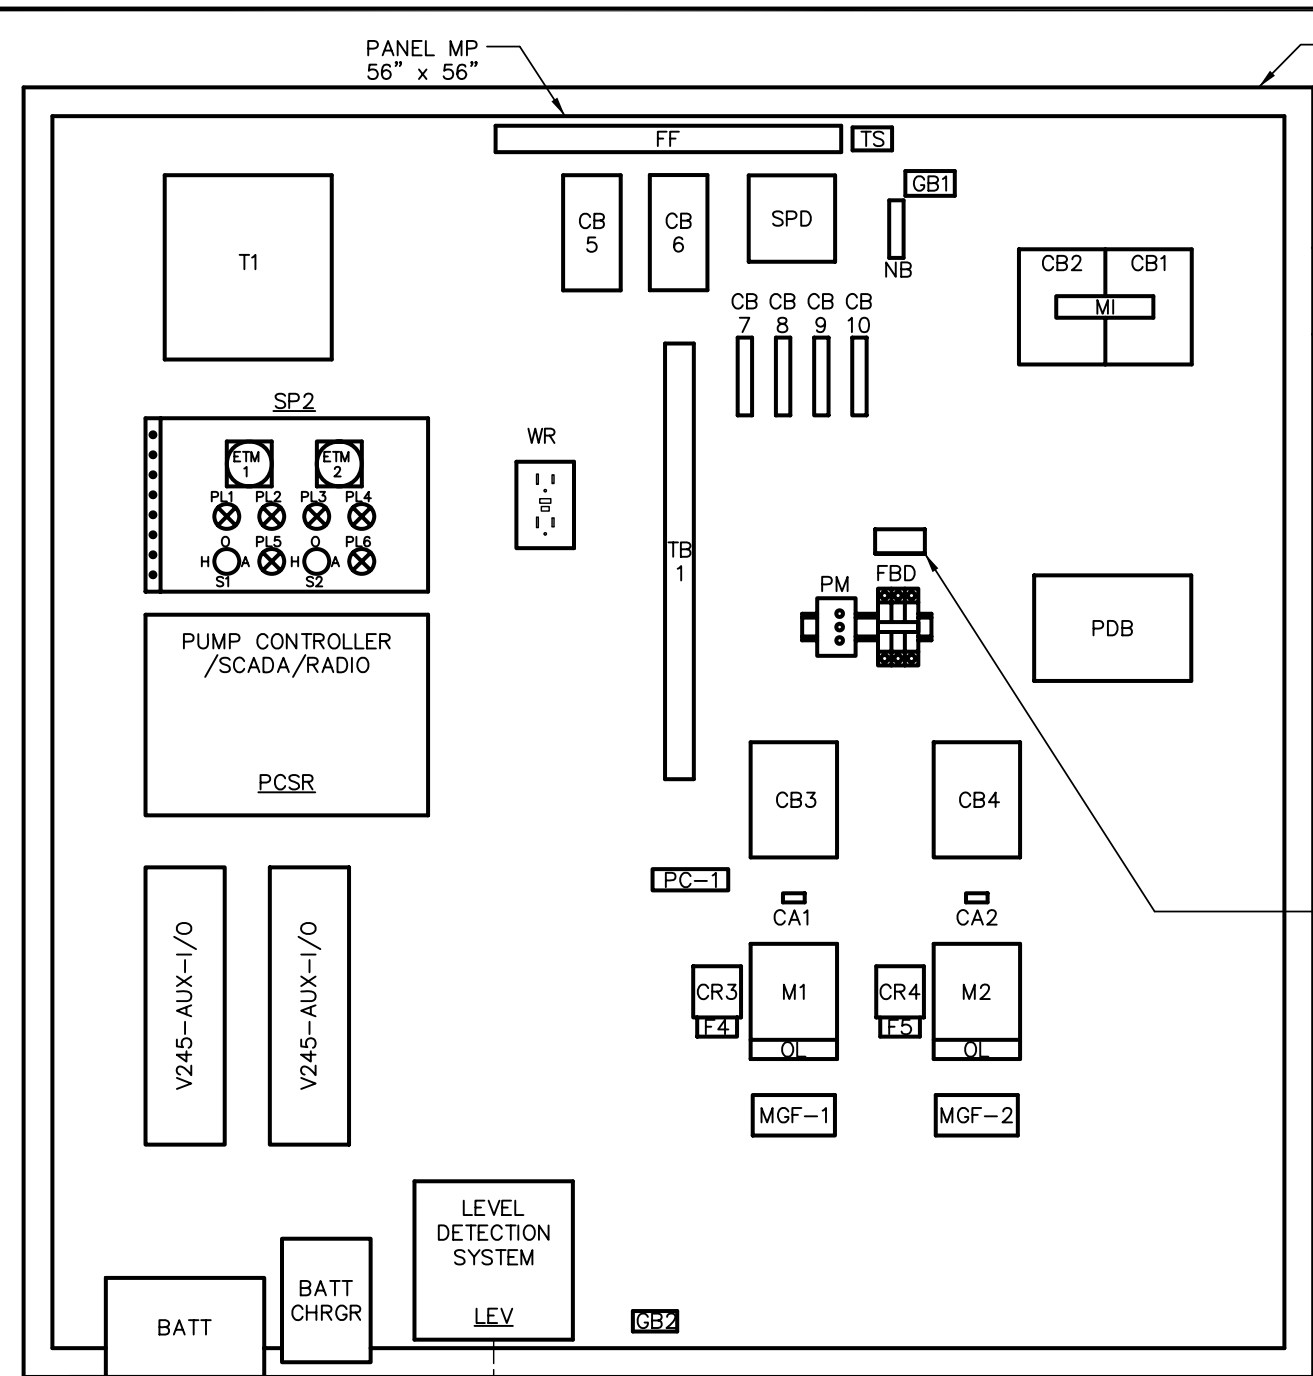 PANEL MP
56" x 56"
FF
TS
GB1
T1
CB
5
CB
6
SPD
NB
CB2
CB1
MI
CB
7
CB
8
CB
9
CB
10
SP2
ETM
1
ETM
2
PL1
PL2
PL3
PL4
O
H
A
S1
PL5
O
H
A
S2
PL6
WR
TB
1
PM
FBD
PDB
PUMP CONTROLLER
/SCADA/RADIO
PCSR
CB3
CB4
PC-1
CA1
CA2
V245-AUX-I/O
V245-AUX-I/O
CR3
F4
M1
OL
CR4
F5
M2
OL
MGF-1
MGF-2
LEVEL
DETECTION
SYSTEM
LEV
BATT
CHRGR
BATT
GB2